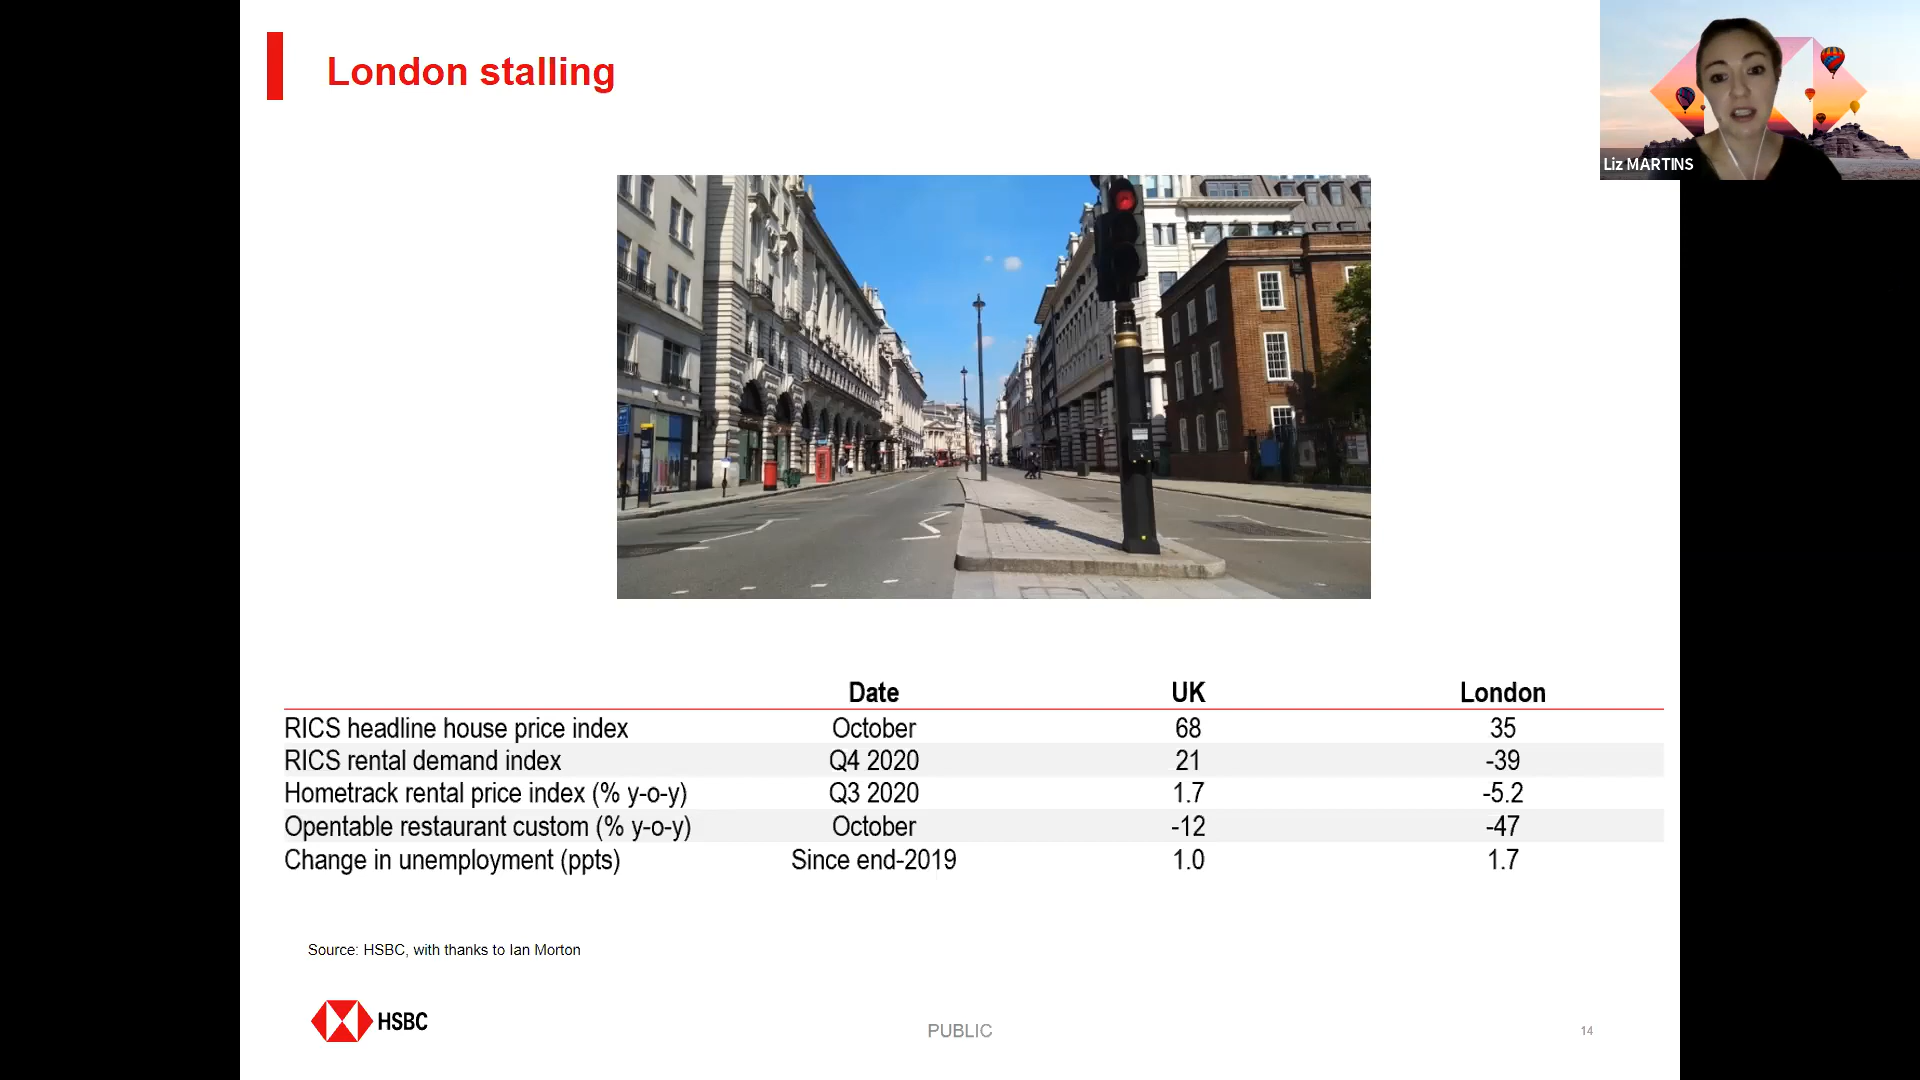 London stalling
Liz MARTINS
Date UK London
RICS headline house price index October 68 35
RICS rental demand index Q4 2020 21 -39
Hometrack rental price index (% y-o-y) Q3 2020 1.7 -5.2
Opentable restaurant custom (% y-o-y) October -12 -47
Change in unemployment (ppts) Since end-2019 1.0 1.7
Source: HSBC, with thanks to Ian Morton
HSBC
PUBLIC
14